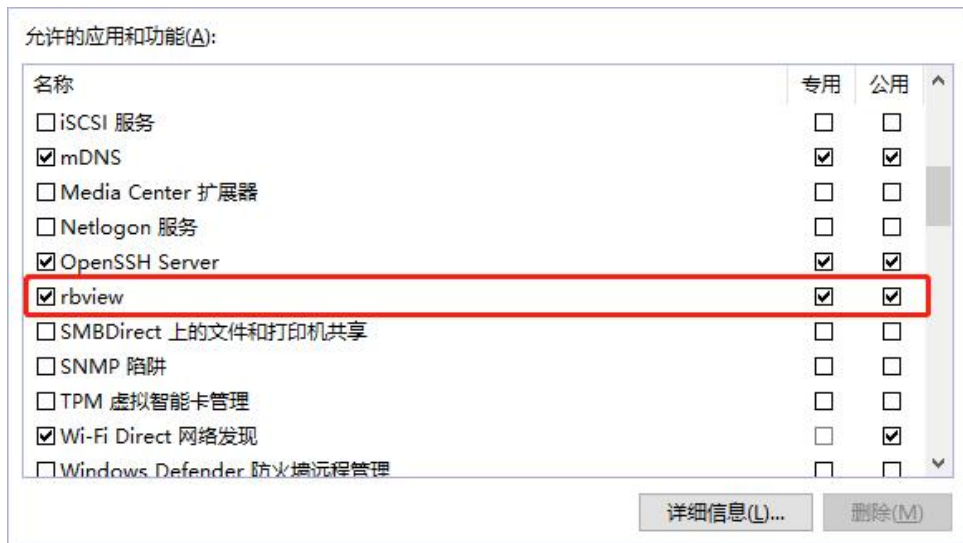 允许的应用和功能(A):
名称 专用 公用
iSCSI 服务
mDNS
Media Center 扩展器
Netlogon 服务
OpenSSH Server
rbview
SMBDirect 上的文件和打印机共享
SNMP 陷阱
TPM 虚拟智能卡管理
Wi-Fi Direct 网络发现
Windows Defender 防火墙远程管理
详细信息(L)... 删除(M)